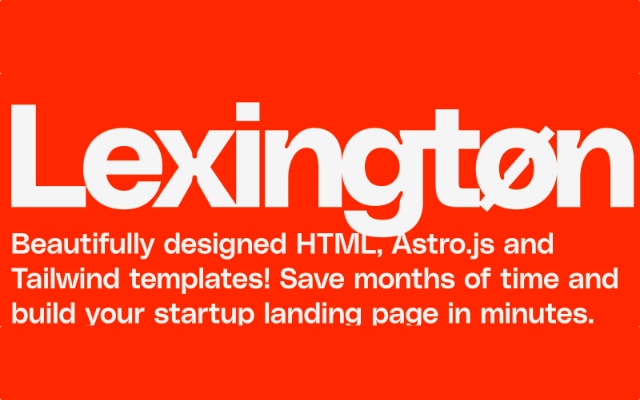 Lexingtøn
Beautifully designed HTML, Astro.js and
Tailwind templates! Save months of time and
build your startup landing page in minutes.